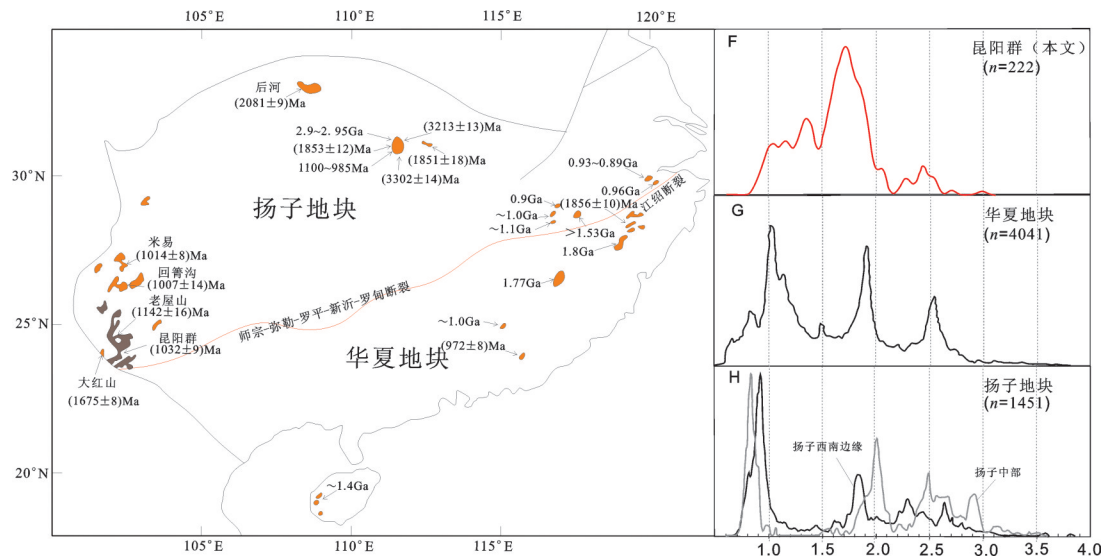 105°E
110°E
115°E
120°E
30°N
25°N
20°N
105°E
110°E
115°E
后河
(2081±9)Ma
2.9~2. 95Ga
(1853±12)Ma
1100~985Ma
(3213±13)Ma
(1851±18)Ma
(3302±14)Ma
扬子地块
0.93~0.89Ga
0.96Ga
0.9Ga
(1856±10)Ma
江绍断裂
~1.0Ga
~1.1Ga
>1.53Ga
1.8Ga
1.77Ga
米易
(1014±8)Ma
回箐沟
(1007±14)Ma
老屋山
(1142±16)Ma
昆阳群
(1032±9)Ma
大红山
(1675±8)Ma
师宗-弥勒-罗平-新沂-罗甸断裂
~1.0Ga
(972±8)Ma
华夏地块
~1.4Ga
F
昆阳群（本文）
(n=222)
G
华夏地块
(n=4041)
H
扬子地块
(n=1451)
扬子西南边缘
扬子中部
1.0
1.5
2.0
2.5
3.0
3.5
4.0